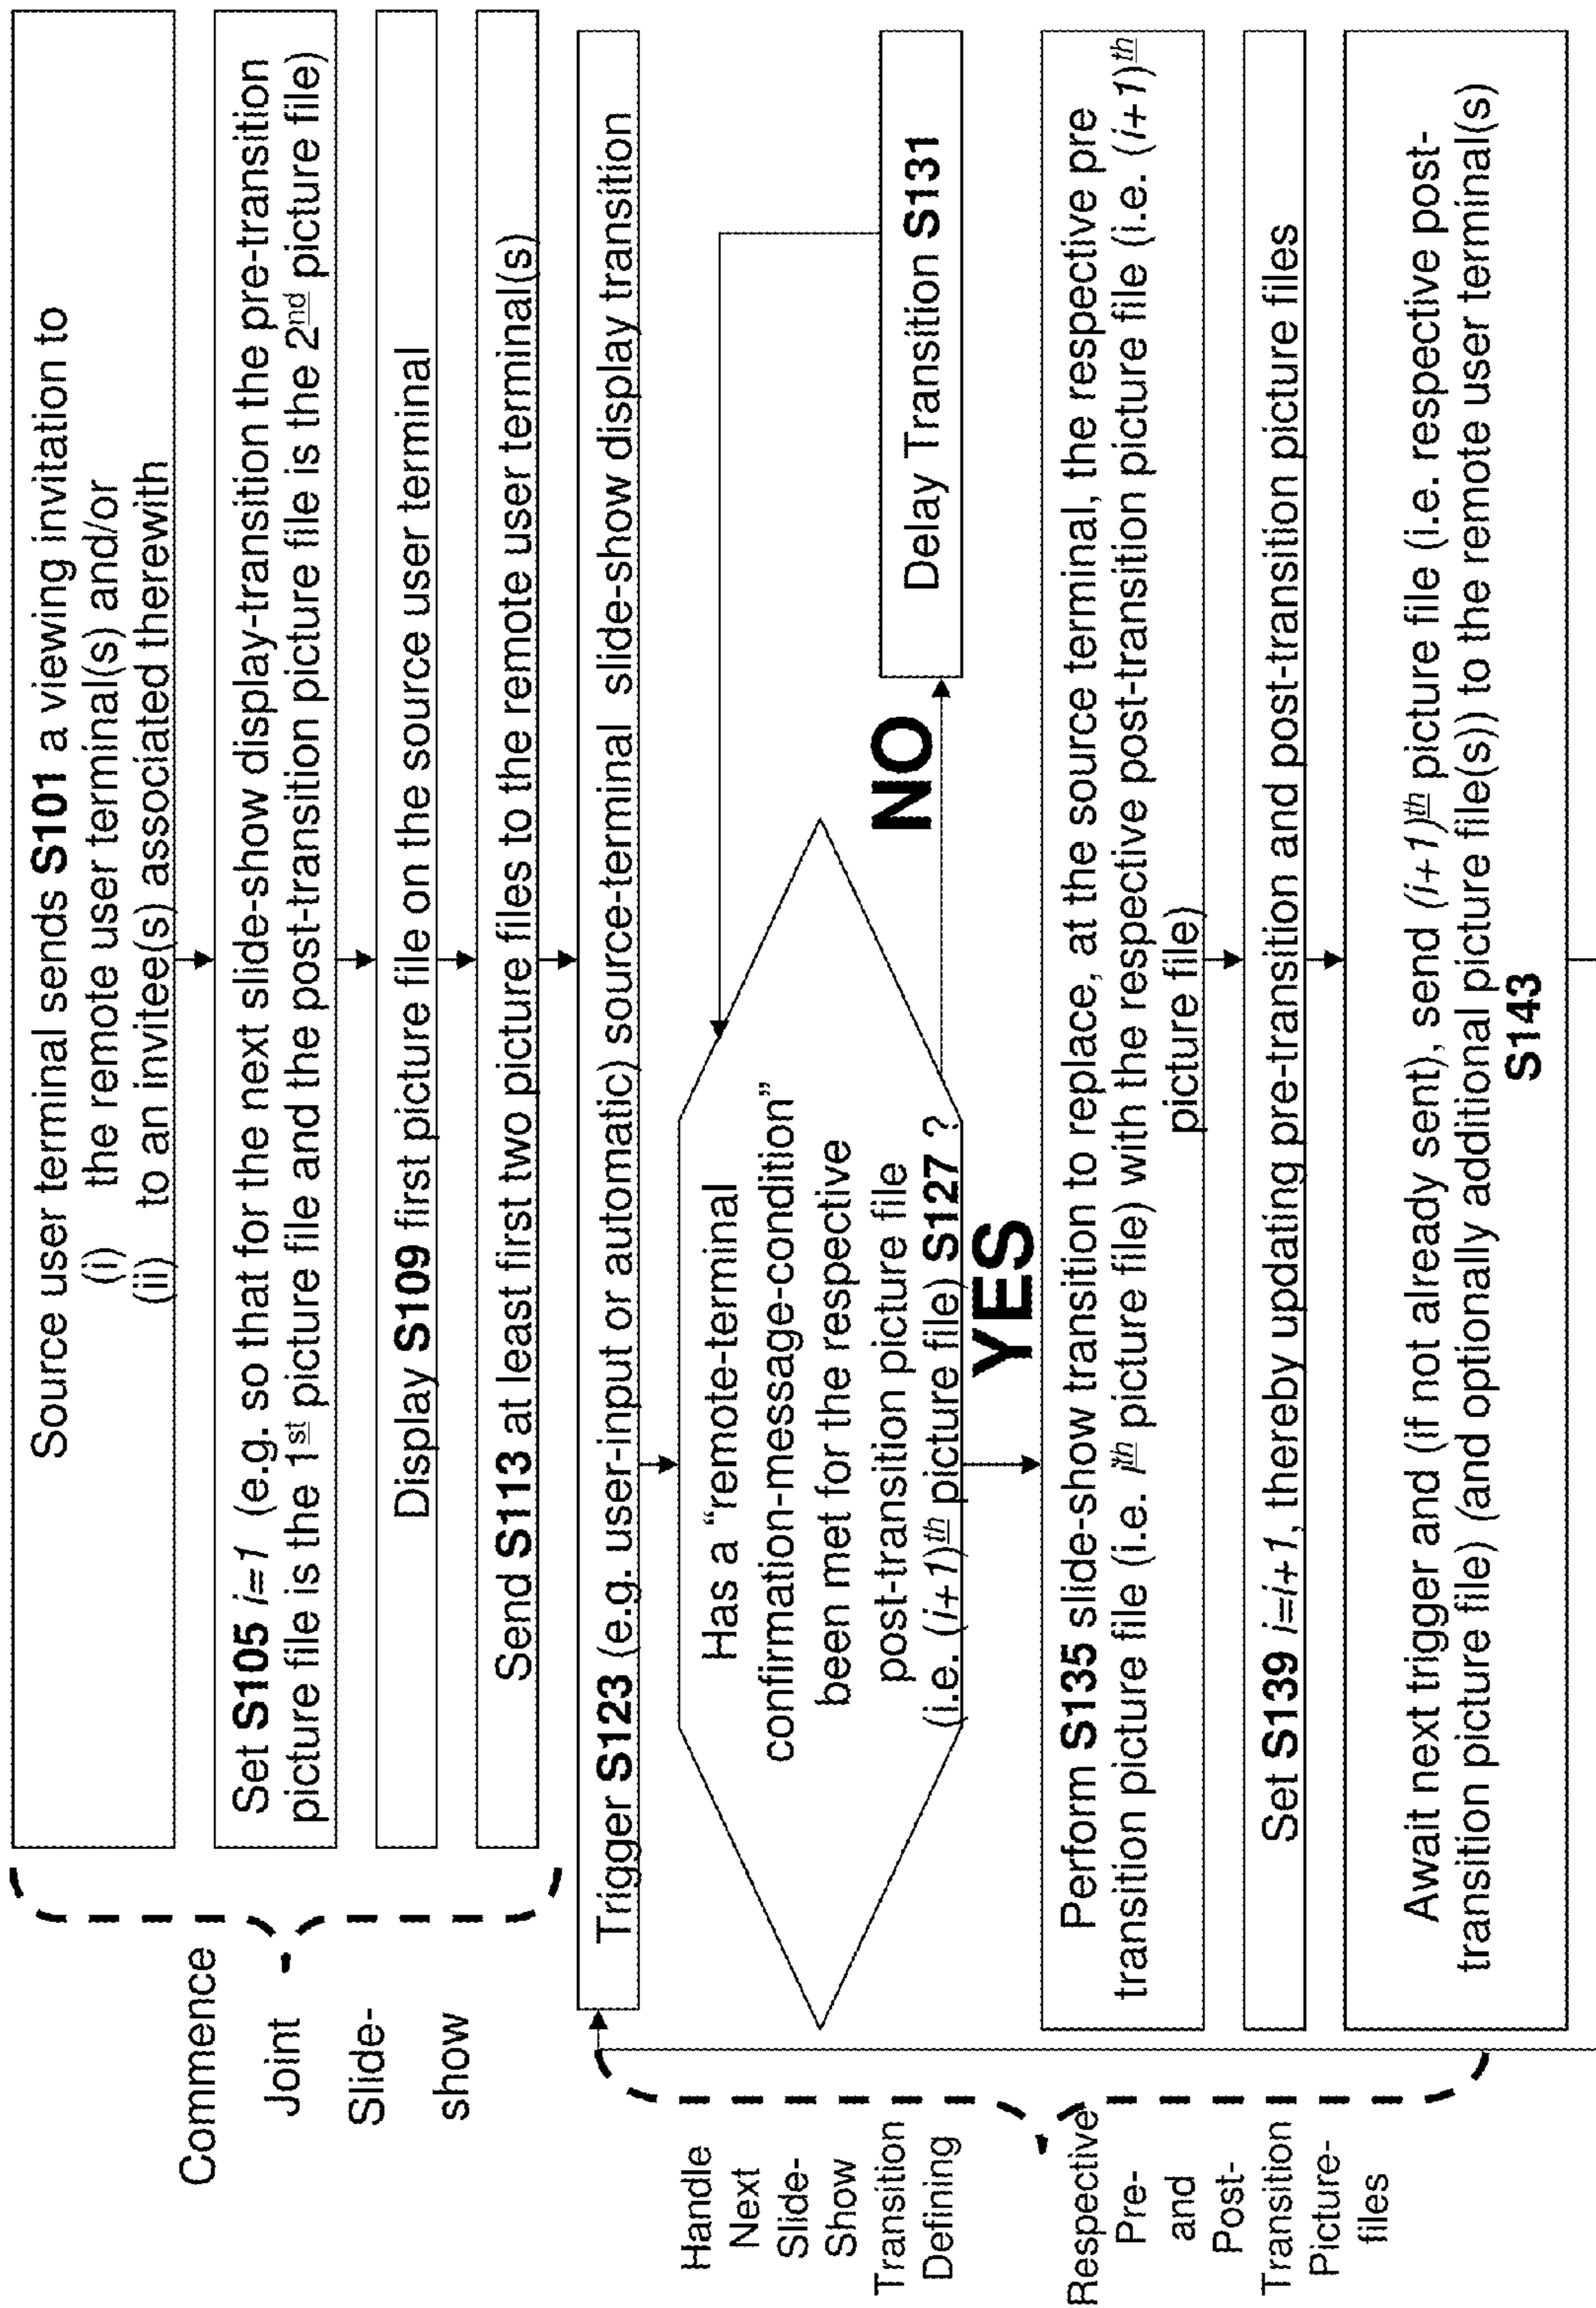 Commence
Joint
Slide-
show
Source user terminal sends S101 a viewing invitation to
(i) the remote user terminal(s) and/or
(ii) to an invitee(s) associated therewith
Set S105 i=1 (e.g. so that for the next slide-show display-transition the pre-transition
picture file is the 1st picture file and the post-transition picture file is the 2nd picture file)
Display S109 first picture file on the source user terminal
Send S113 at least first two picture files to the remote user terminal(s)
Handle
Next
Slide-
Show
Transition
Defining
Respective
Pre-
and
Post-
Transition
Picture-
files
Trigger S123 (e.g. user-input or automatic) source-terminal slide-show display transition
Has a “remote-terminal
confirmation-message-condition”
been met for the respective
post-transition picture file
(i.e. (i+1)th picture file) S127 ?
NO
Delay Transition S131
YES
Perform S135 slide-show transition to replace, at the source terminal, the respective pre
transition picture file (i.e. ith picture file) with the respective post-transition picture file (i.e. (i+1)th
picture file)
Set S139 i=i+1, thereby updating pre-transition and post-transition picture files
Await next trigger and (if not already sent), send (i+1)th picture file (i.e. respective post-
transition picture file) (and optionally additional picture file(s)) to the remote user terminal(s)
S143